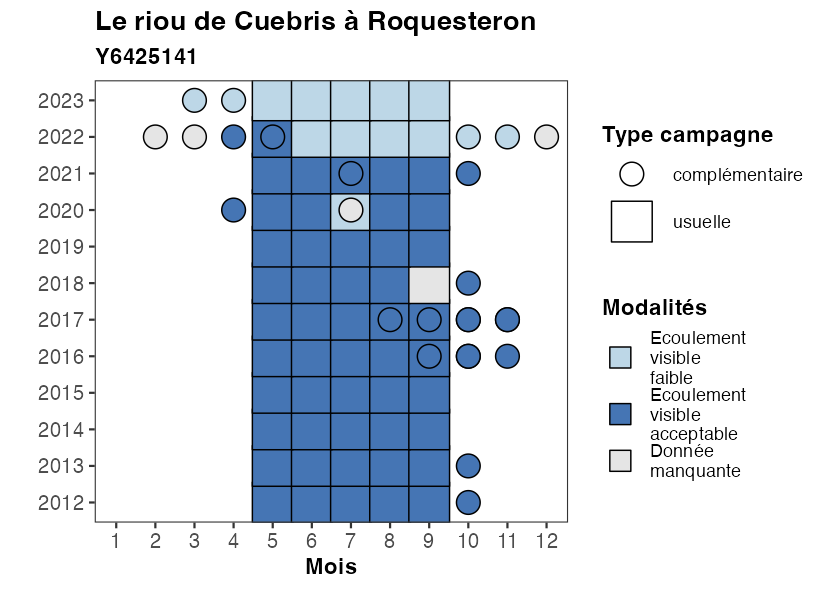 Le riou de Cuebris à Roquesteron
Y6425141
2023
2022
2021
2020
2019
2018
2017
2016
2015
2014
2013
2012
1 2 3 4 5 6 7 8 9 10 11 12
Mois
Type campagne
complémentaire
usuelle
Modalités
Ecoulement
visible
faible
Ecoulement
visible
acceptable
Donnée
manquante